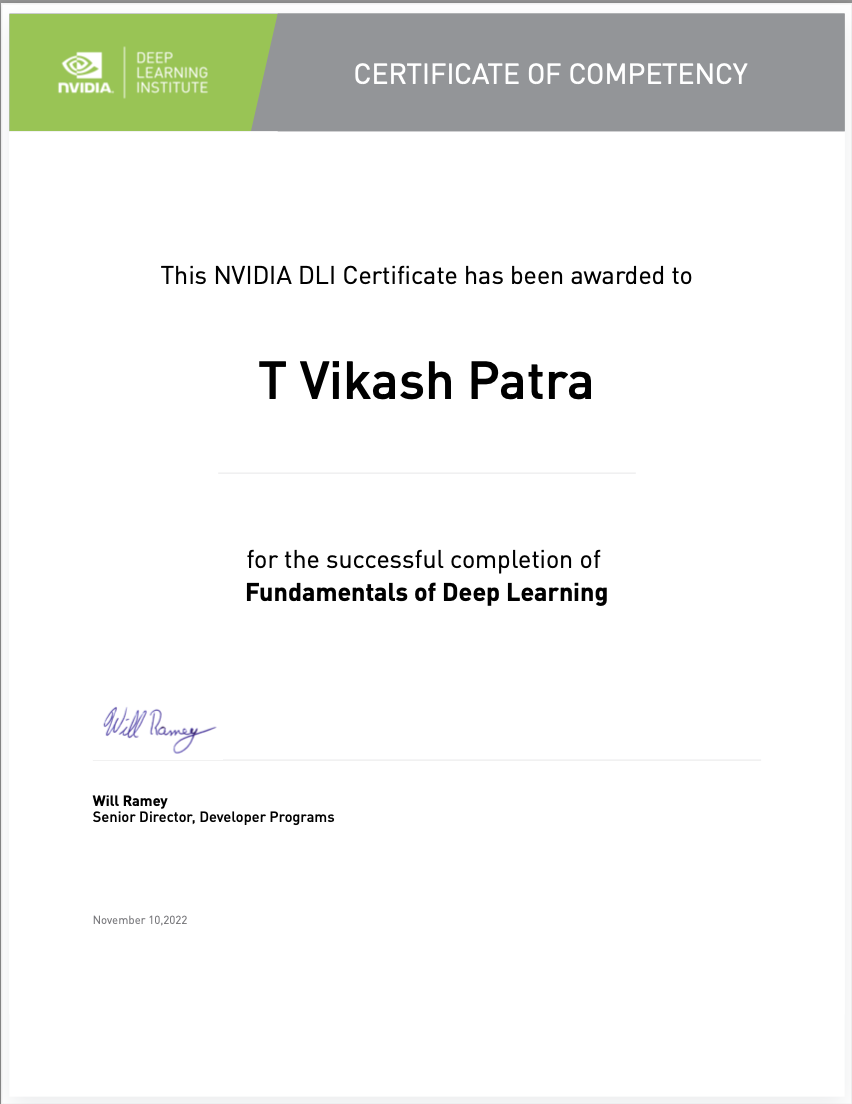 NVIDIA.
DEEP
LEARNING
INSTITUTE
CERTIFICATE OF COMPETENCY
This NVIDIA DLI Certificate has been awarded to
T Vikash Patra
for the successful completion of
Fundamentals of Deep Learning
Will Ramey
Will Ramey
Senior Director, Developer Programs
November 10,2022